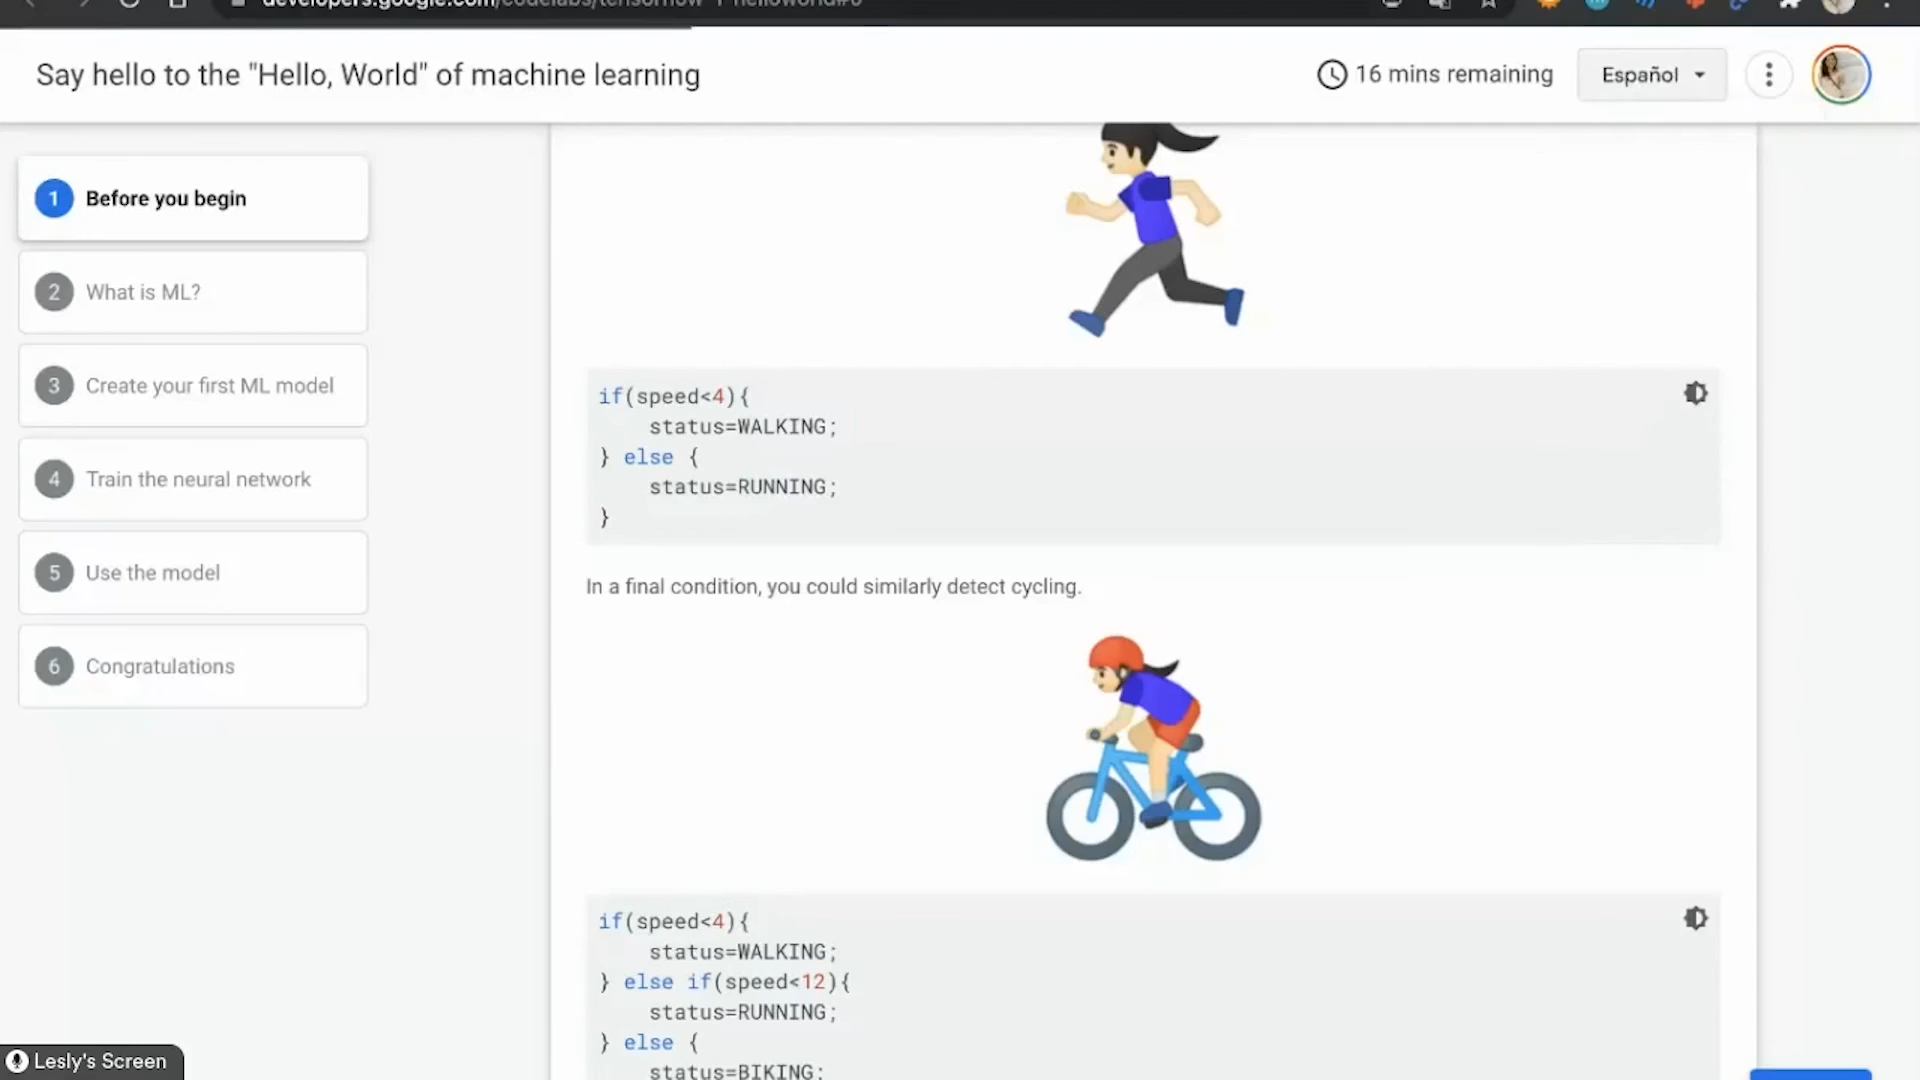 Say hello to the "Hello, World" of machine learning
16 mins remaining
Español
1 Before you begin
2 What is ML?
3 Create your first ML model
4 Train the neural network
5 Use the model
6 Congratulations
if(speed<4){
status=WALKING;
} else {
status=RUNNING;
}
In a final condition, you could similarly detect cycling.
if(speed<4){
status=WALKING;
} else if(speed<12){
status=RUNNING;
} else {
status=BIKING;
Lesly's Screen